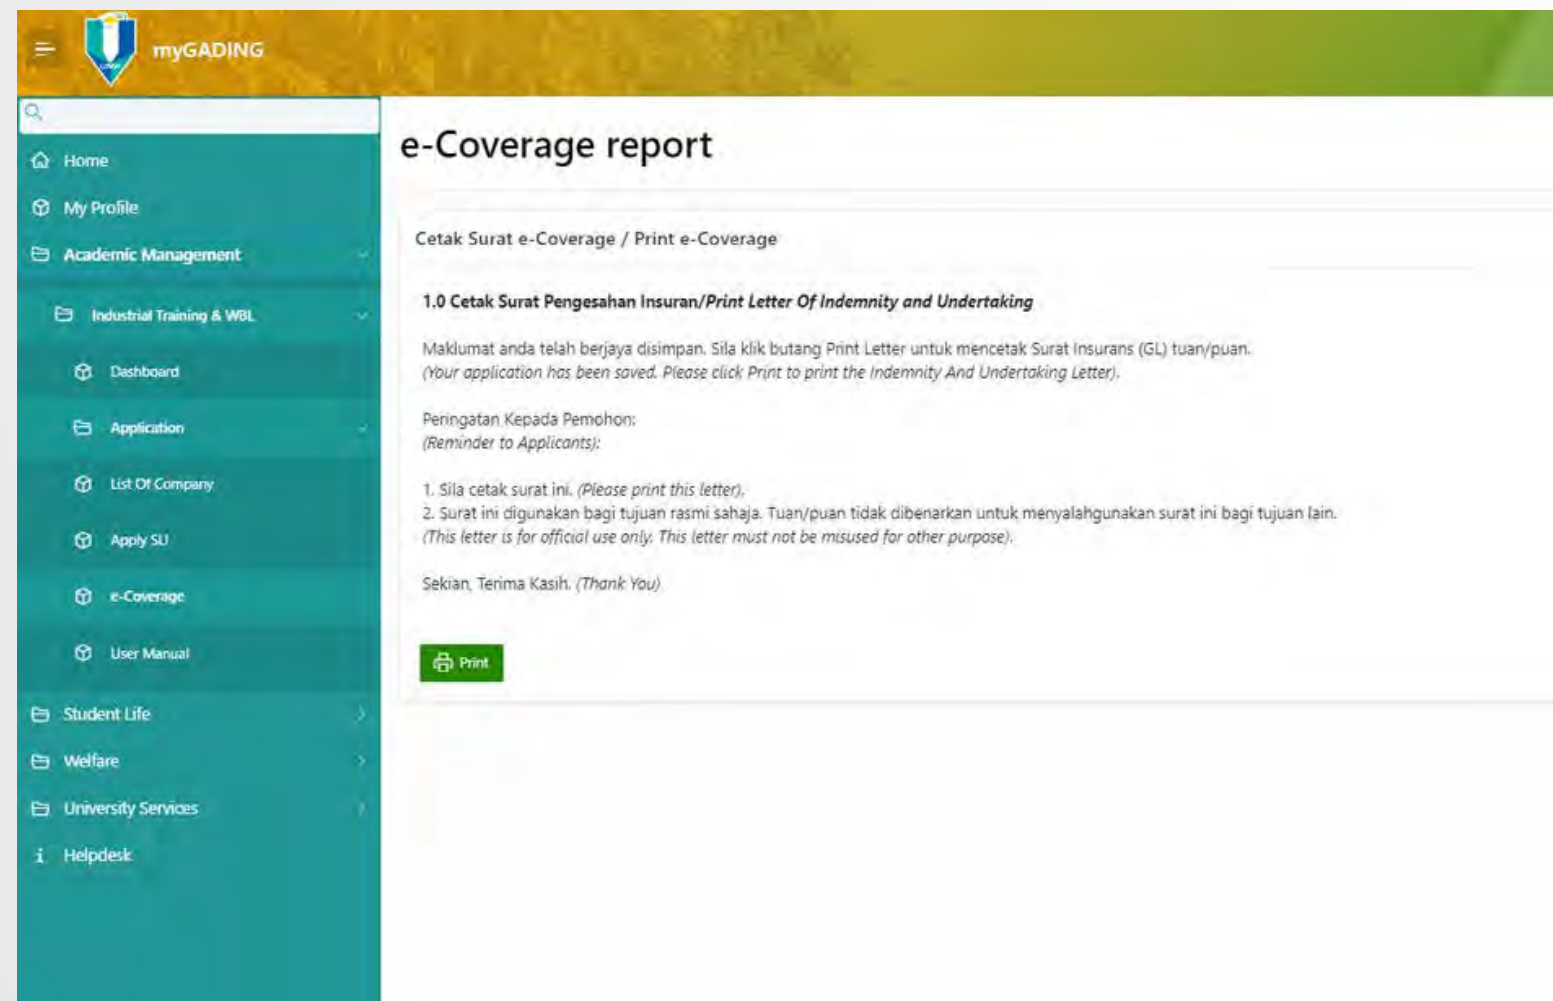 myGADING
Home
My Profile
Academic Management
Industrial Training & WBL
Dashboard
Application
List Of Company
Apply SLI
e-Coverage
User Manual
Student Life
Welfare
University Services
Helpdesk
e-Coverage report
Cetak Surat e-Coverage / Print e-Coverage
1.0 Cetak Surat Pengesahan Insuran/Print Letter Of Indemnity and Undertaking
Maklumat anda telah berjaya disimpan. Sila klik butang Print Letter untuk mencetak Surat Insurans (GL) tuan/puan.
(Your application has been saved. Please click Print to print the Indemnity And Undertaking Letter).
Peringatan Kepada Pemohon:
(Reminder to Applicants):
1. Sila cetak surat ini. (Please print this letter).
2. Surat ini digunakan bagi tujuan rasmi sahaja. Tuan/puan tidak dibenarkan untuk menyalahgunakan surat ini bagi tujuan lain.
(This letter is for official use only. This letter must not be misused for other purpose).
Sekian, Terima Kasih. (Thank You)
Print